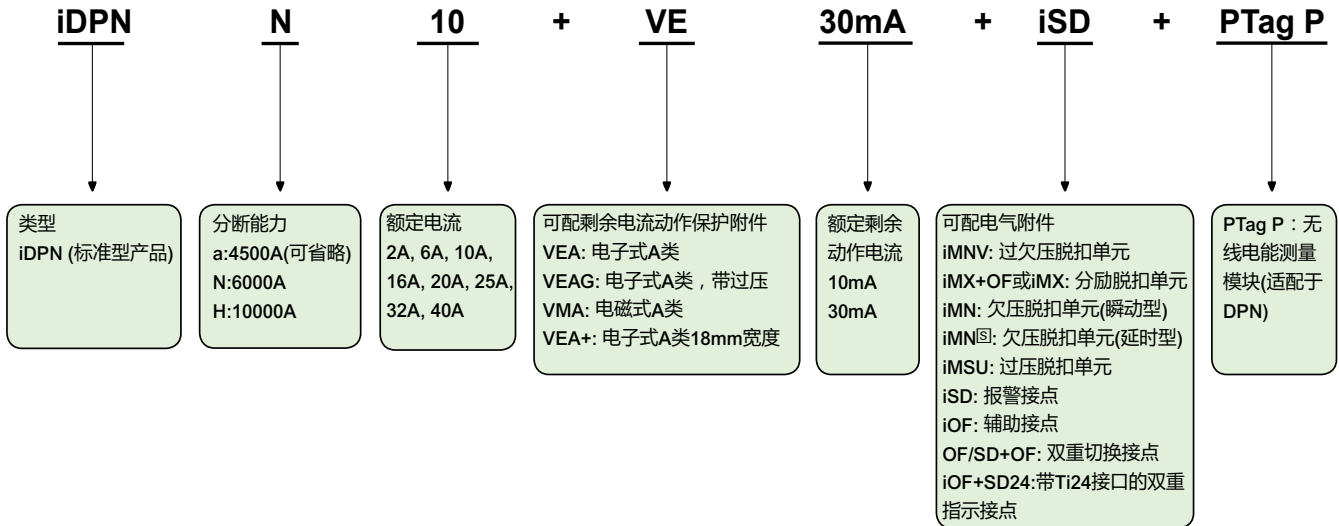 iDPN N 10 + VE 30mA + iSD + PTag P
类型
iDPN (标准型产品)
分断能力
a:4500A(可省略)
N:6000A
H:10000A
额定电流
2A, 6A, 10A,
16A, 20A, 25A,
32A, 40A
可配剩余电流动作保护附件
VEA: 电子式A类
VEAG: 电子式A类，带过压
VMA: 电磁式A类
VEA+: 电子式A类18mm宽度
额定剩余
动作电流
10mA
30mA
可配电气附件
iMNV: 过欠压脱扣单元
iMX+OF或iMX: 分励脱扣单元
iMN: 欠压脱扣单元(瞬动型)
iMN🅂: 欠压脱扣单元(延时型)
iMSU: 过压脱扣单元
iSD: 报警接点
iOF: 辅助接点
OF/SD+OF: 双重切换接点
iOF+SD24:带Ti24接口的双重
指示接点
PTag P：无
线电能测量
模块(适配于
DPN)